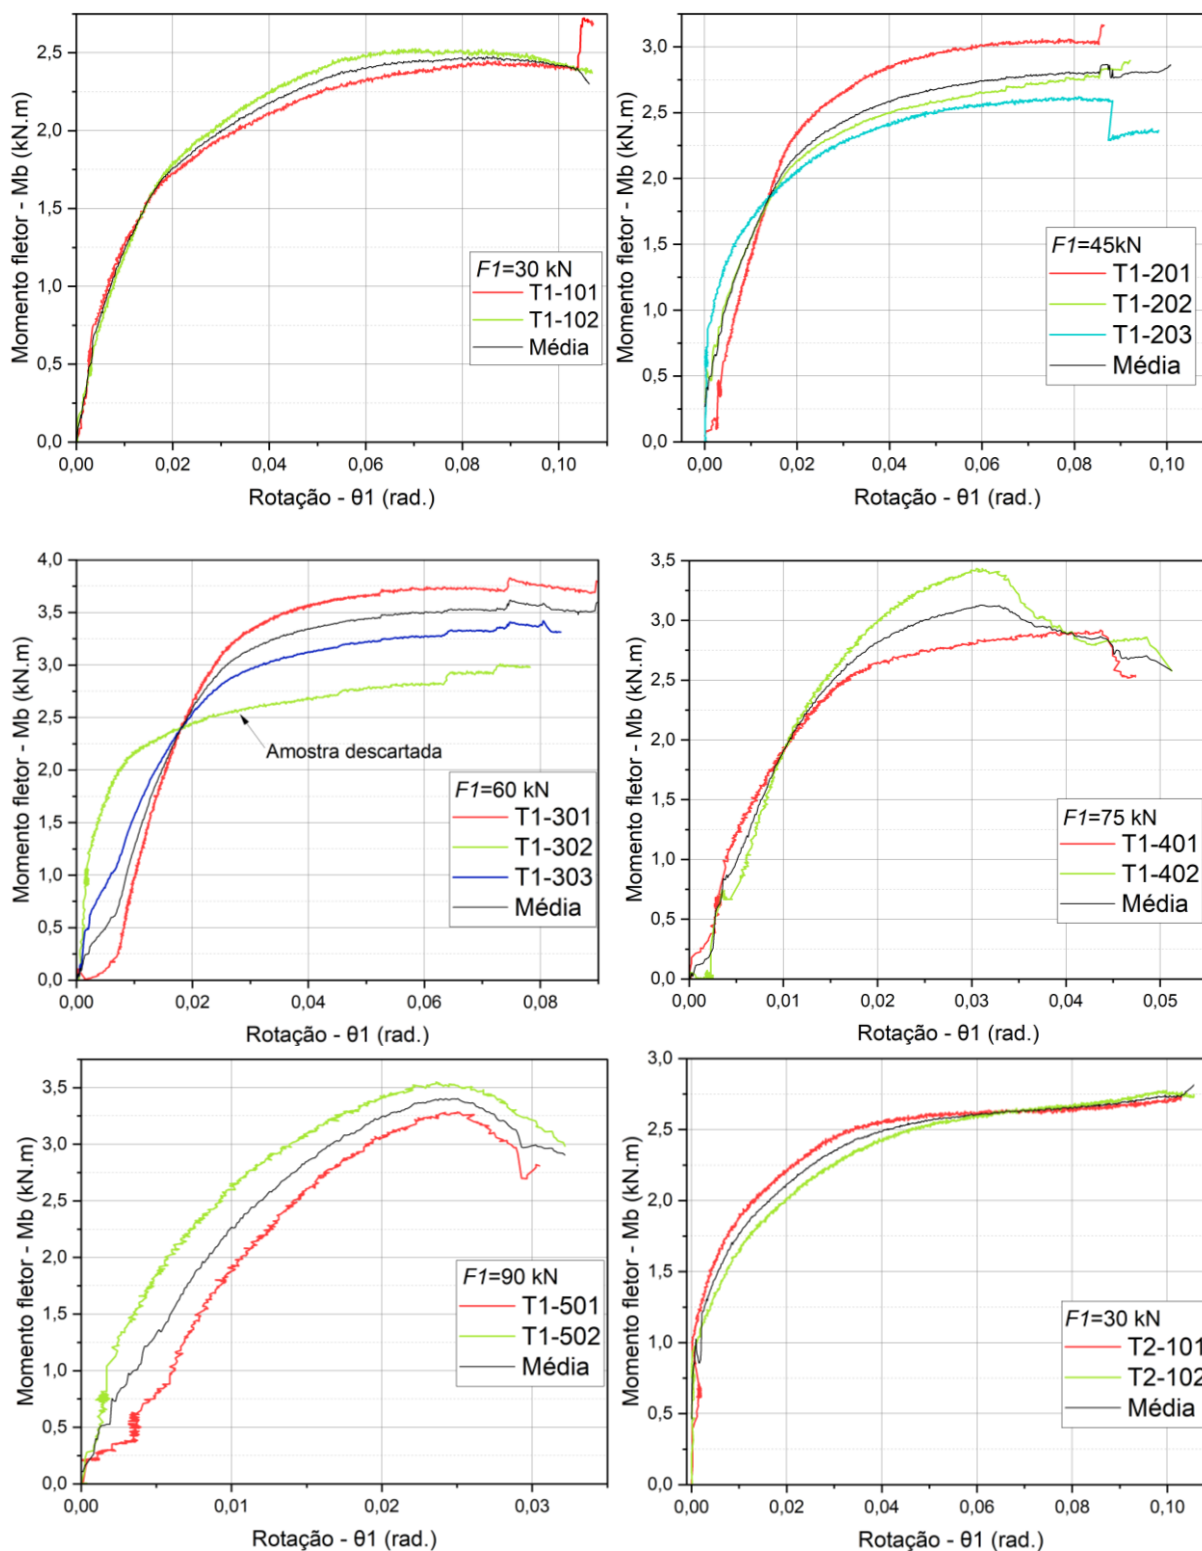 Momento fletor - Mb (kN.m)
2,5
2,0
1,5
1,0
0,5
0,0
0,00
0,02
0,04
0,06
0,08
0,10
Rotação - θ1 (rad.)
F1=30 kN
T1-101
T1-102
Média
Momento fletor - Mb (kN.m)
3,0
2,5
2,0
1,5
1,0
0,5
0,0
0,00
0,02
0,04
0,06
0,08
0,10
Rotação - θ1 (rad.)
F1=45kN
T1-201
T1-202
T1-203
Média
Momento fletor - Mb (kN.m)
4,0
3,5
3,0
2,5
2,0
1,5
1,0
0,5
0,0
0,00
0,02
0,04
0,06
0,08
Rotação - θ1 (rad.)
Amostra descartada
F1=60 kN
T1-301
T1-302
T1-303
Média
Momento fletor - Mb (kN.m)
3,5
3,0
2,5
2,0
1,5
1,0
0,5
0,0
0,00
0,01
0,02
0,03
0,04
0,05
Rotação - θ1 (rad.)
F1=75 kN
T1-401
T1-402
Média
Momento fletor - Mb (kN.m)
3,5
3,0
2,5
2,0
1,5
1,0
0,5
0,0
0,00
0,01
0,02
0,03
Rotação - θ1 (rad.)
F1=90 kN
T1-501
T1-502
Média
Momento fletor - Mb (kN.m)
3,0
2,5
2,0
1,5
1,0
0,5
0,0
0,00
0,02
0,04
0,06
0,08
0,10
Rotação - θ1 (rad.)
F1=30 kN
T2-101
T2-102
Média